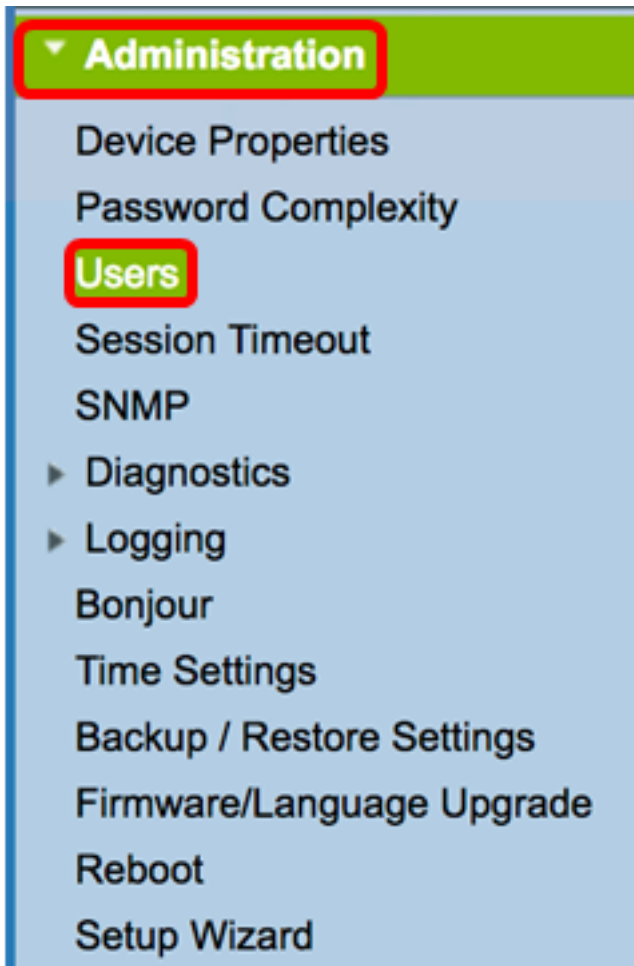 Administration
Device Properties
Password Complexity
Users
Session Timeout
SNMP
Diagnostics
Logging
Bonjour
Time Settings
Backup / Restore Settings
Firmware/Language Upgrade
Reboot
Setup Wizard